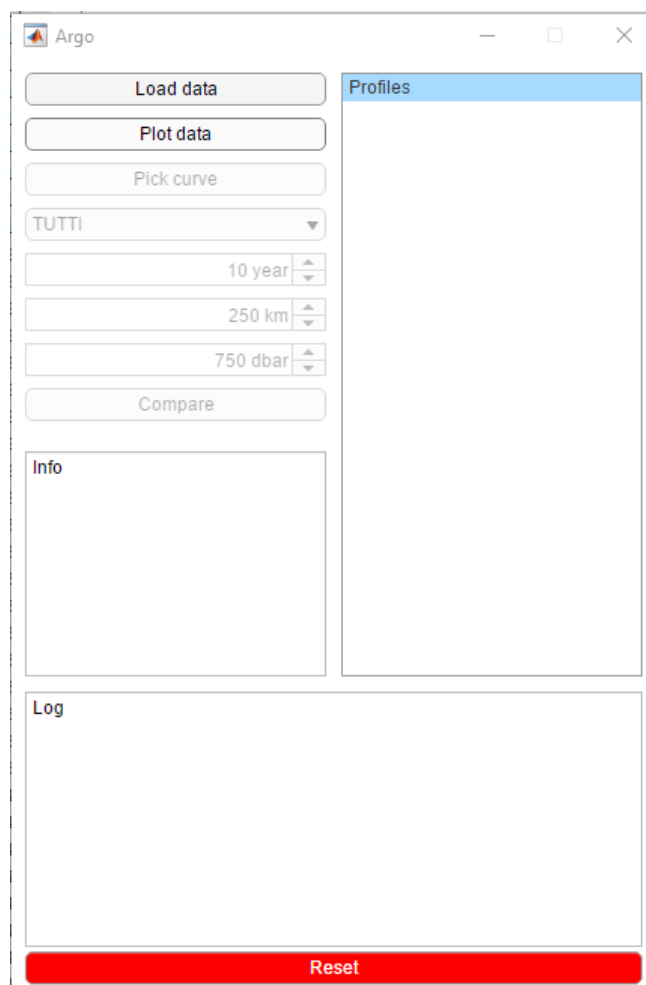 Argo
Load data
Plot data
Pick curve
TUTTI
10 year
250 km
750 dbar
Compare
Info
Profiles
Log
Reset